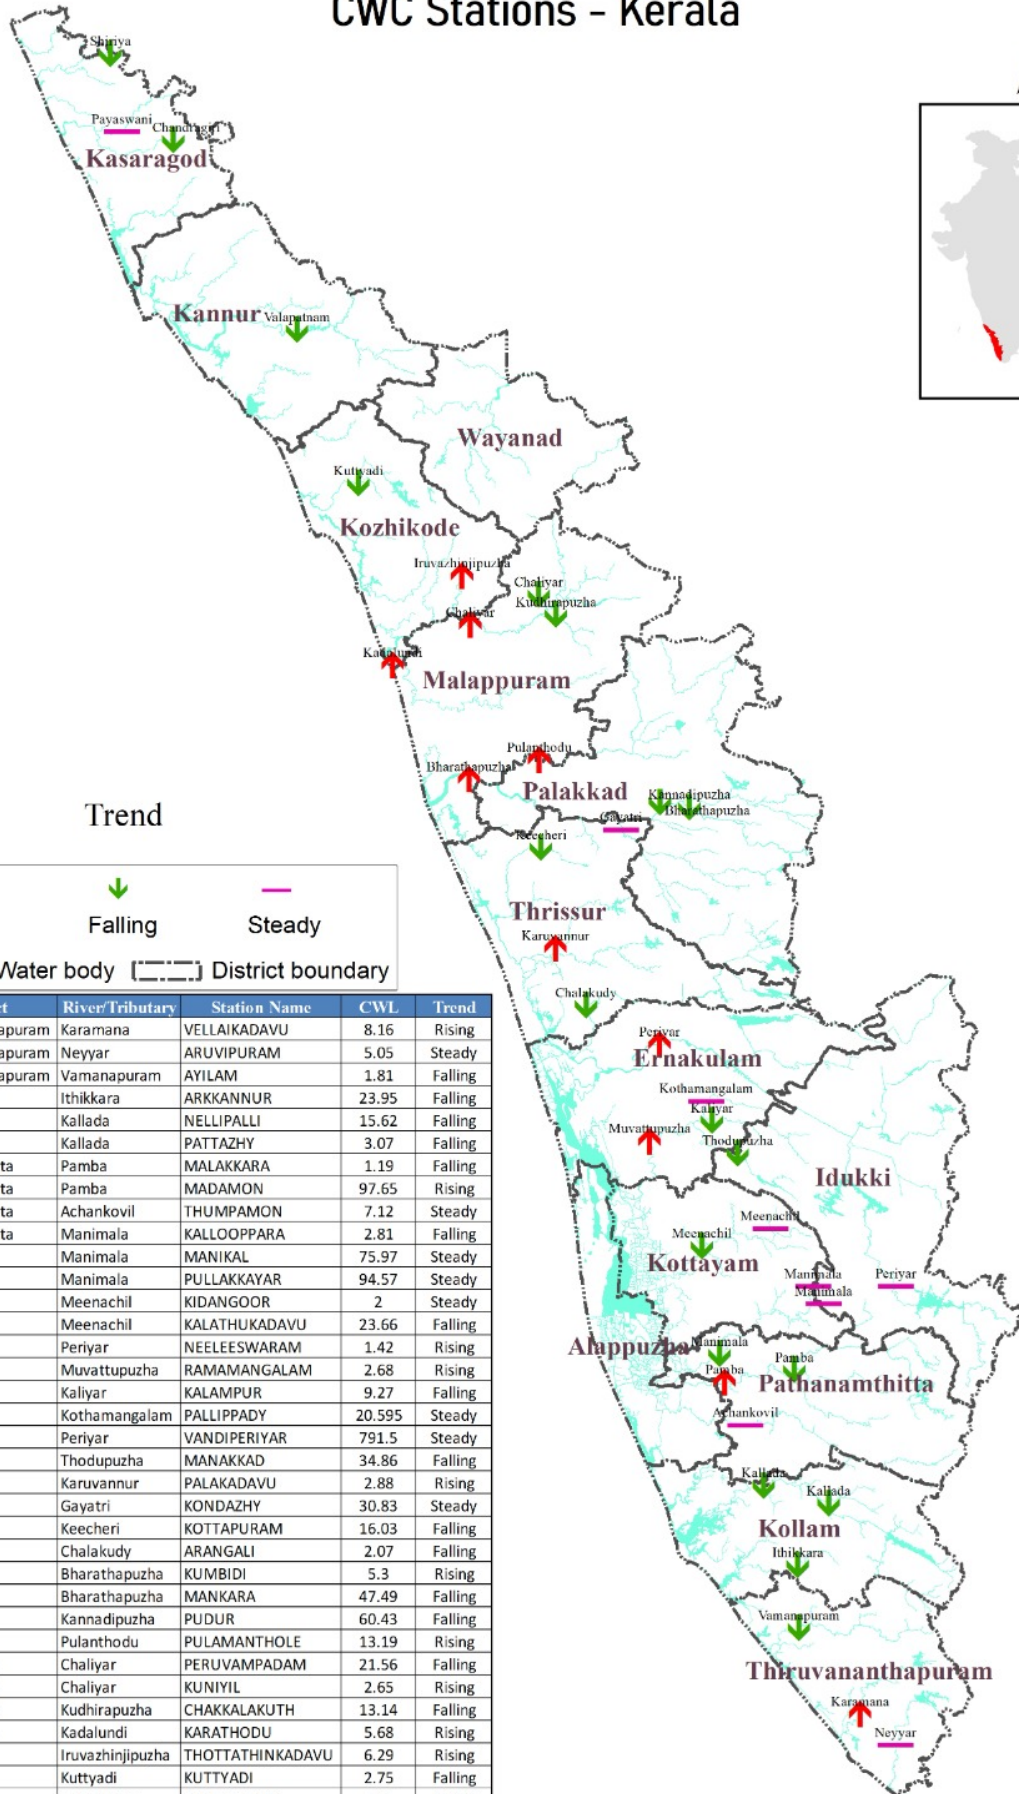 CWC Stations - Kerala
Shiriya
Payaswani
Chandragiri
Kasaragod
Kannur
Valapatnam
Wayanad
Kuttyadi
Kozhikode
Iruvazhinjipuzha
Chaliyar
Kudhirapuzha
Chaliyar
Kadalundi
Malappuram
Pulanthodu
Bharathapuzha
Palakkad
Kannadipuzha
Bharathapuzha
Gayatri
Keecheri
Trend
Falling
Steady
Water body
District boundary
Thrissur
Karuvannur
Chalakudy
Periyar
Ernakulam
Kothamangalam
Kaliyar
Muvattupuzha
Thodupuzha
Idukki
Meenachil
Meenachil
Kottayam
Manimala
Periyar
Manimala
Alappuzha
Manimala
Pamba
Pamba
Pathanamthitta
Achankovil
Kallada
Kallada
Kollam
Ithikkara
Vamanapuram
Thiruvananthapuram
Karamana
Neyyar
ct River/Tributary Station Name CWL Trend
apuram Karamana VELLAIKADAVU 8.16 Rising
apuram Neyyar ARUVIPURAM 5.05 Steady
apuram Vamanapuram AYILAM 1.81 Falling
Ithikkara ARKKANNUR 23.95 Falling
Kallada NELLIPALLI 15.62 Falling
Kallada PATTAZHY 3.07 Falling
ta Pamba MALAKKARA 1.19 Falling
ta Pamba MADAMON 97.65 Rising
ta Achankovil THUMPAMON 7.12 Steady
ta Manimala KALLOOPPARA 2.81 Falling
Manimala MANIKAL 75.97 Steady
Manimala PULLAKKAYAR 94.57 Steady
Meenachil KIDANGOOR 2 Steady
Meenachil KALATHUKADAVU 23.66 Falling
Periyar NEELEESWARAM 1.42 Rising
Muvattupuzha RAMAMANGALAM 2.68 Rising
Kaliyar KALAMPUR 9.27 Falling
Kothamangalam PALLIPPADY 20.595 Steady
Periyar VANDIPERIYAR 791.5 Steady
Thodupuzha MANAKKAD 34.86 Falling
Karuvannur PALAKADAVU 2.88 Rising
Gayatri KONDAZHY 30.83 Steady
Keecheri KOTTAPURAM 16.03 Falling
Chalakudy ARANGALI 2.07 Falling
Bharathapuzha KUMBIDI 5.3 Rising
Bharathapuzha MANKARA 47.49 Falling
Kannadipuzha PUDUR 60.43 Falling
Pulanthodu PULAMANTHOLE 13.19 Rising
Chaliyar PERUVAMPADAM 21.56 Falling
Chaliyar KUNIYIL 2.65 Rising
Kudhirapuzha CHAKKALAKUTH 13.14 Falling
Kadalundi KARATHODU 5.68 Rising
Iruvazhinjipuzha THOTTATHINKADAVU 6.29 Rising
Kuttyadi KUTTYADI 2.75 Falling